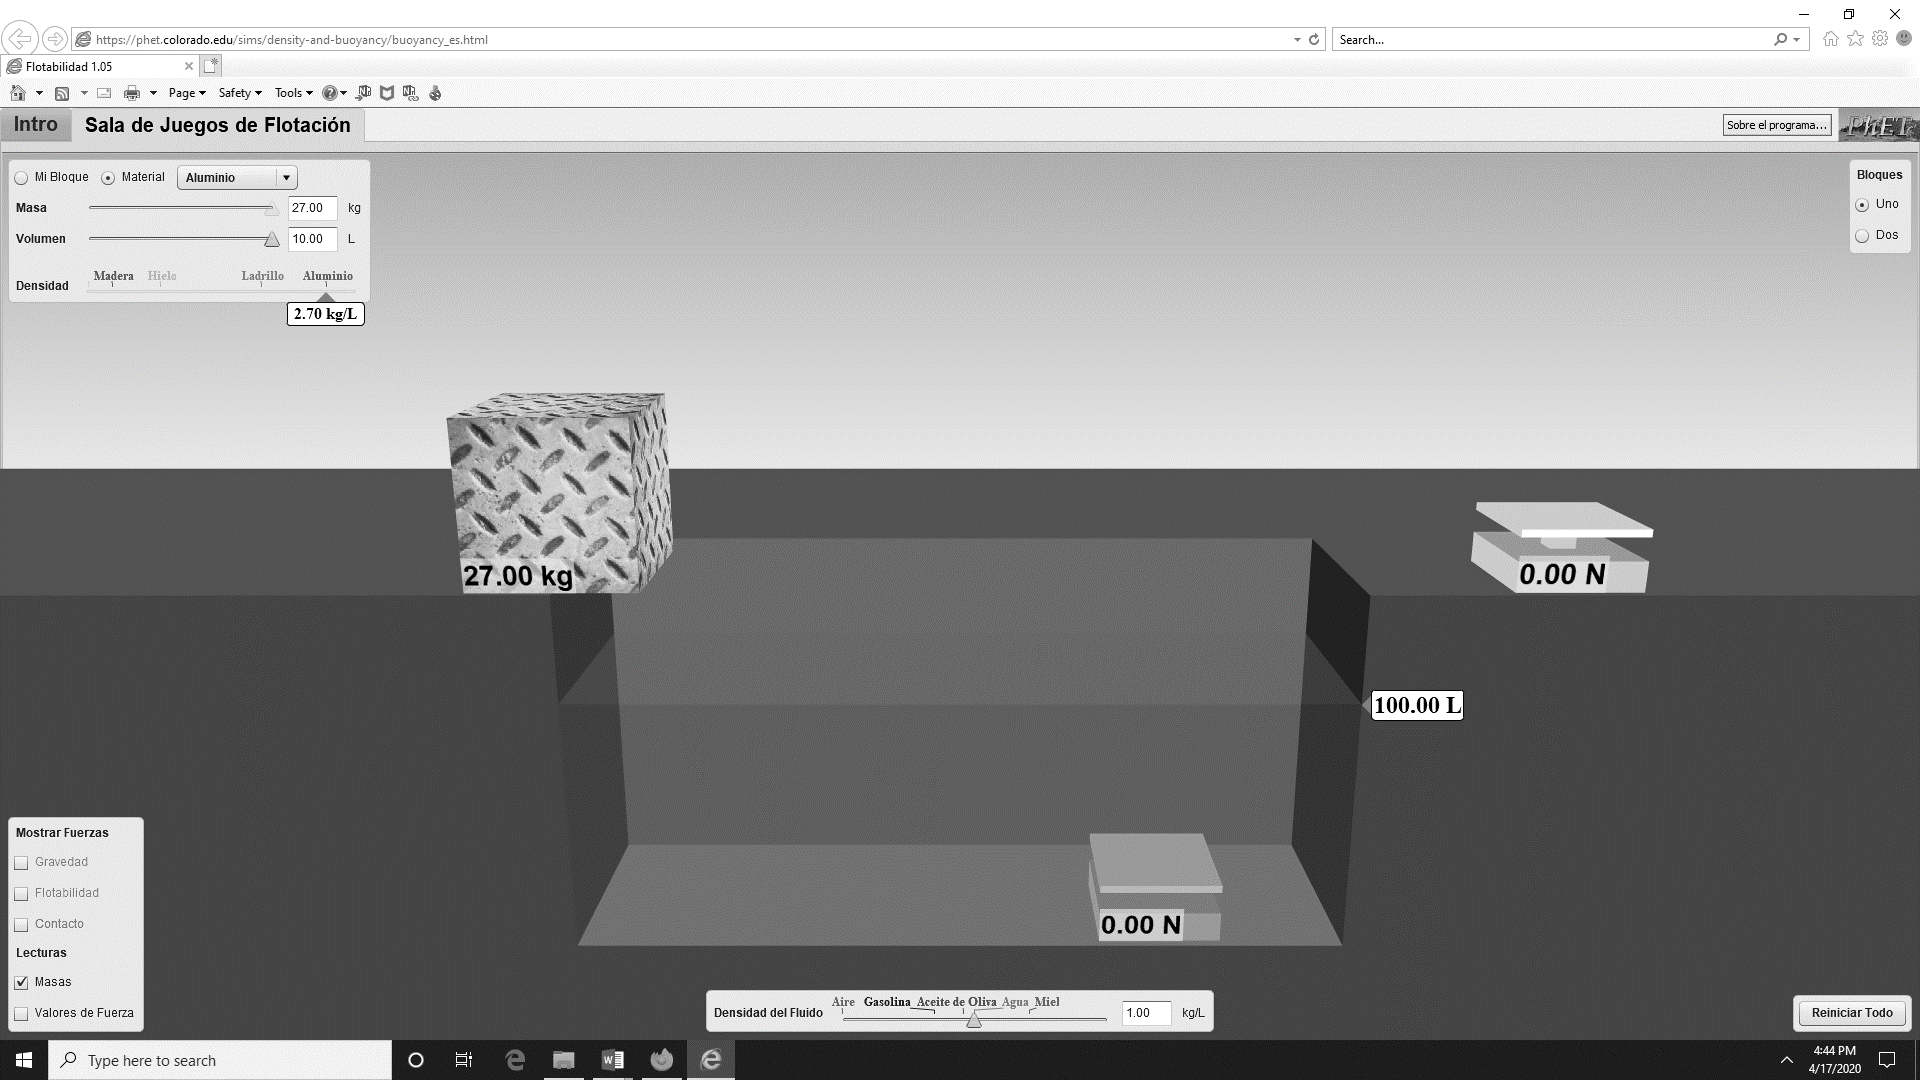 https://phet.colorado.edu/sims/density-and-buoyancy/buoyancy_es.html
Search...
Flotabilidad 1.05
Page Safety Tools
Intro
Sala de Juegos de Flotación
Sobre el programa...
PhET
Mi Bloque
Material
Aluminio
Masa
27.00
kg
Volumen
10.00
L
Madera Hielo Ladrillo Aluminio
Densidad
2.70 kg/L
Bloques
Uno
Dos
27.00 kg
0.00 N
100.00 L
0.00 N
Mostrar Fuerzas
Gravedad
Flotabilidad
Contacto
Lecturas
Masas
Valores de Fuerza
Aire Gasolina Aceite de Oliva Agua Miel
Densidad del Fluido
1.00
kg/L
Reiniciar Todo
Type here to search
4:44 PM
4/17/2020